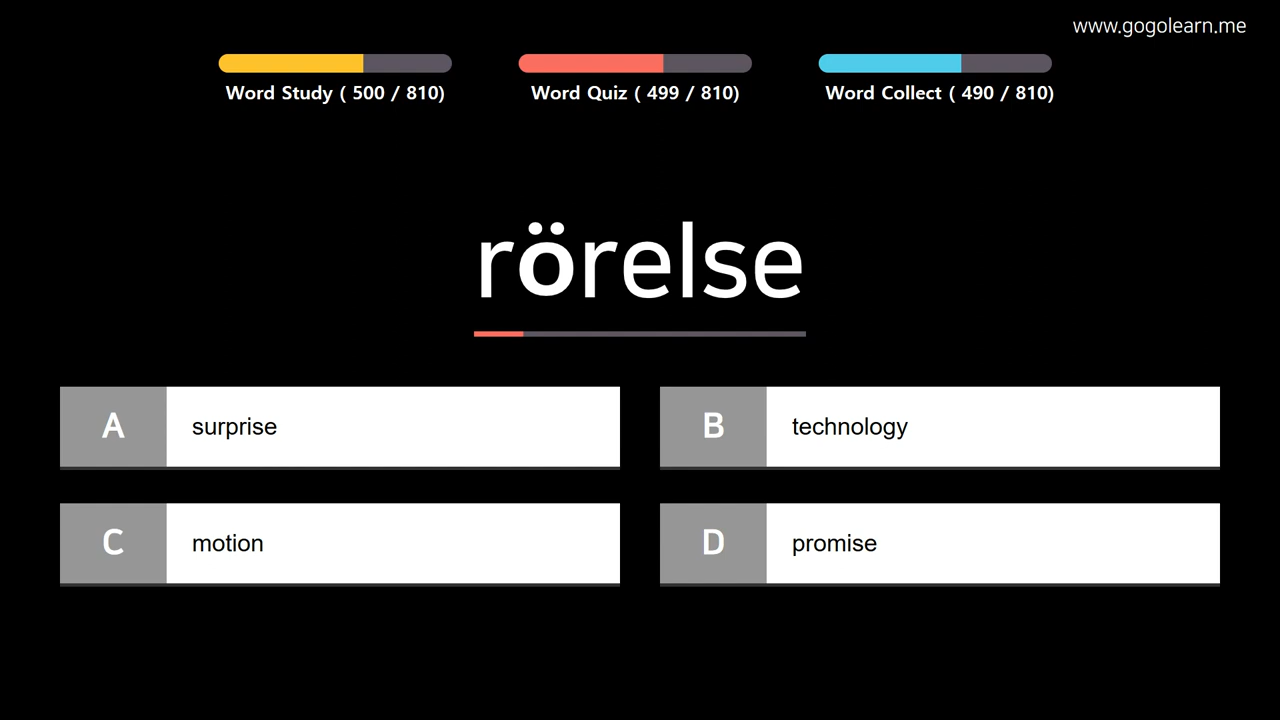 www.gogolearn.me
Word Study ( 500 / 810)
Word Quiz ( 499 / 810)
Word Collect ( 490 / 810)
rörelse
A surprise
B technology
C motion
D promise